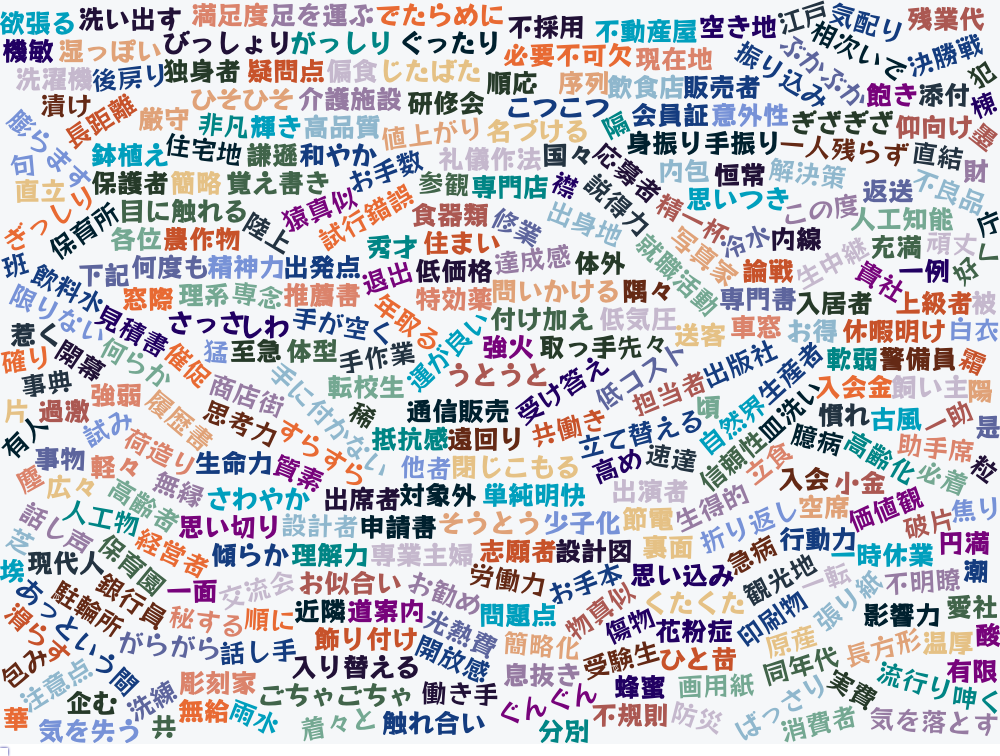 欲張る 洗い出す 満足度 足を運ぶ でたらめに 不採用 不動産屋 空き地 江戸 気配り 残業代
機敏 湿っぽい びっしょり がっしり ぐったり 必要不可欠 現在地 振り込み ぶかぶか 相次いで 決勝戦
洗濯機 後戻り 独身者 疑問点 偏食 じたばた 順応 序列 飲食店 販売者 飽き 添付 犯
漬け 長距離 厳守 ひそひそ 介護施設 研修会 こつこつ 会員証 意外性 ぎざぎざ 仰向け 棟
膨らます 非凡 輝き 高品質 値上がり 名づける 隔 身振り手振り 一人残らず 直結 墨
句 鉢植え 住宅地 謙遜 和やか お手数 礼儀作法 国々 応募者 内包 恒常 解決策 財
直立 保護者 簡略 覚え書き 参観 専門店 襟 説得力 思いつき 返送 不良品
ぎっしり 保育所 目に触れる 陸上 猿真似 試行錯誤 食器類 修業 出身地 精一杯 この度 人工知能 庁
各位 農作物 秀才 住まい 達成感 体外 就職活動 写真家 冷水 内線 充満 頑丈
班 飲料水 下記 何度も 精神力 出発点 退出 低価格 論戦 生中継 貴社 一例 好く
限りない 窓際 理系 専念 推薦書 年取る 特効薬 問いかける 隅々 専門書 入居者 上級者 被
惹く 見積書 さっさ しわ 手が空く 運が良い 付け加え 低気圧 送客 車窓 お得 休暇明け 白衣
確り 開幕 何らか 催促 猛 至急 体型 手作業 強火 取っ手 先々 低コスト 出版社 生産者 軟弱 警備員 霜
事典 強弱 商店街 手に付かない 転校生 うとうと 受け答え 担当者 入会金 飼い主 陽
片 過激 履歴書 思考力 稀 通信販売 共働き 立て替える 頃 自然界 皿洗い 慣れ 古風 一助 是
有人 試み 荷造り すらすら 抵抗感 遠回り 信頼性 臆病 高齢化 助手席 粒
塵 事物 軽々 生命力 質素 他者 閉じこもる 高め 速達 立食 入会 小金 必着
広々 高齢者 無縁 さわやか 出席者 対象外 単純明快 出演者 生得的 空席 価値観 焦り
話し声 人工物 思い切り 設計者 申請書 そうとう 少子化 節電 折り返し 行動力 破片 円満
芝 現代人 保育園 経営者 傾らか 理解力 専業主婦 志願者 設計図 裏面 急病 一時休業
埃 銀行員 一面 交流会 お似合い お勧め 労働力 お手本 思い込み 観光地 一転 不明瞭 潮
あっという間 駐輪所 秘する 順に 近隣 道案内 光熱費 問題点 物真似 くたくた 印刷物 張り紙 影響力 愛社
滑らす がらがら 話し手 飾り付け 開放感 簡略化 傷物 花粉症 原産 長方形 温厚 酸
包み 注意点 洗練 彫刻家 入り替える 息抜き 受験生 ひと昔 同年代 有限
企む ごちゃごちゃ 働き手 ぐんぐん 蜂蜜 画用紙 ばっさり 実費 流行り 呻く
華 気を失う 共 無給 雨水 着々と 触れ合い 分別 不規則 防災 消費者 気を落とす